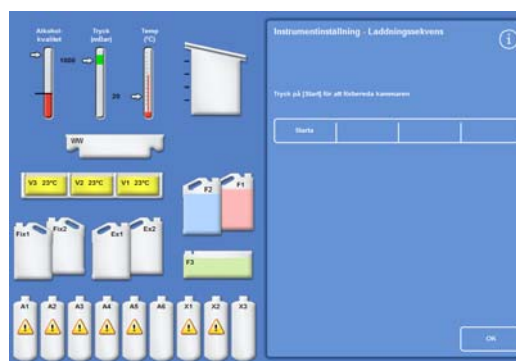 Alkohol-
kvalitet
Tryck
(mBar)
Temp
(°C)
1000
20
WW
V3 23°C
V2 23°C
V1 23°C
F2
F1
Fix1
Fix2
Ex1
Ex2
F3
A1
A2
A3
A4
A5
A6
X1
X2
X3
Instrumentinställning - Laddningssekvens
i
Tryck på [Start] för att förbereda kammaren
Starta
OK